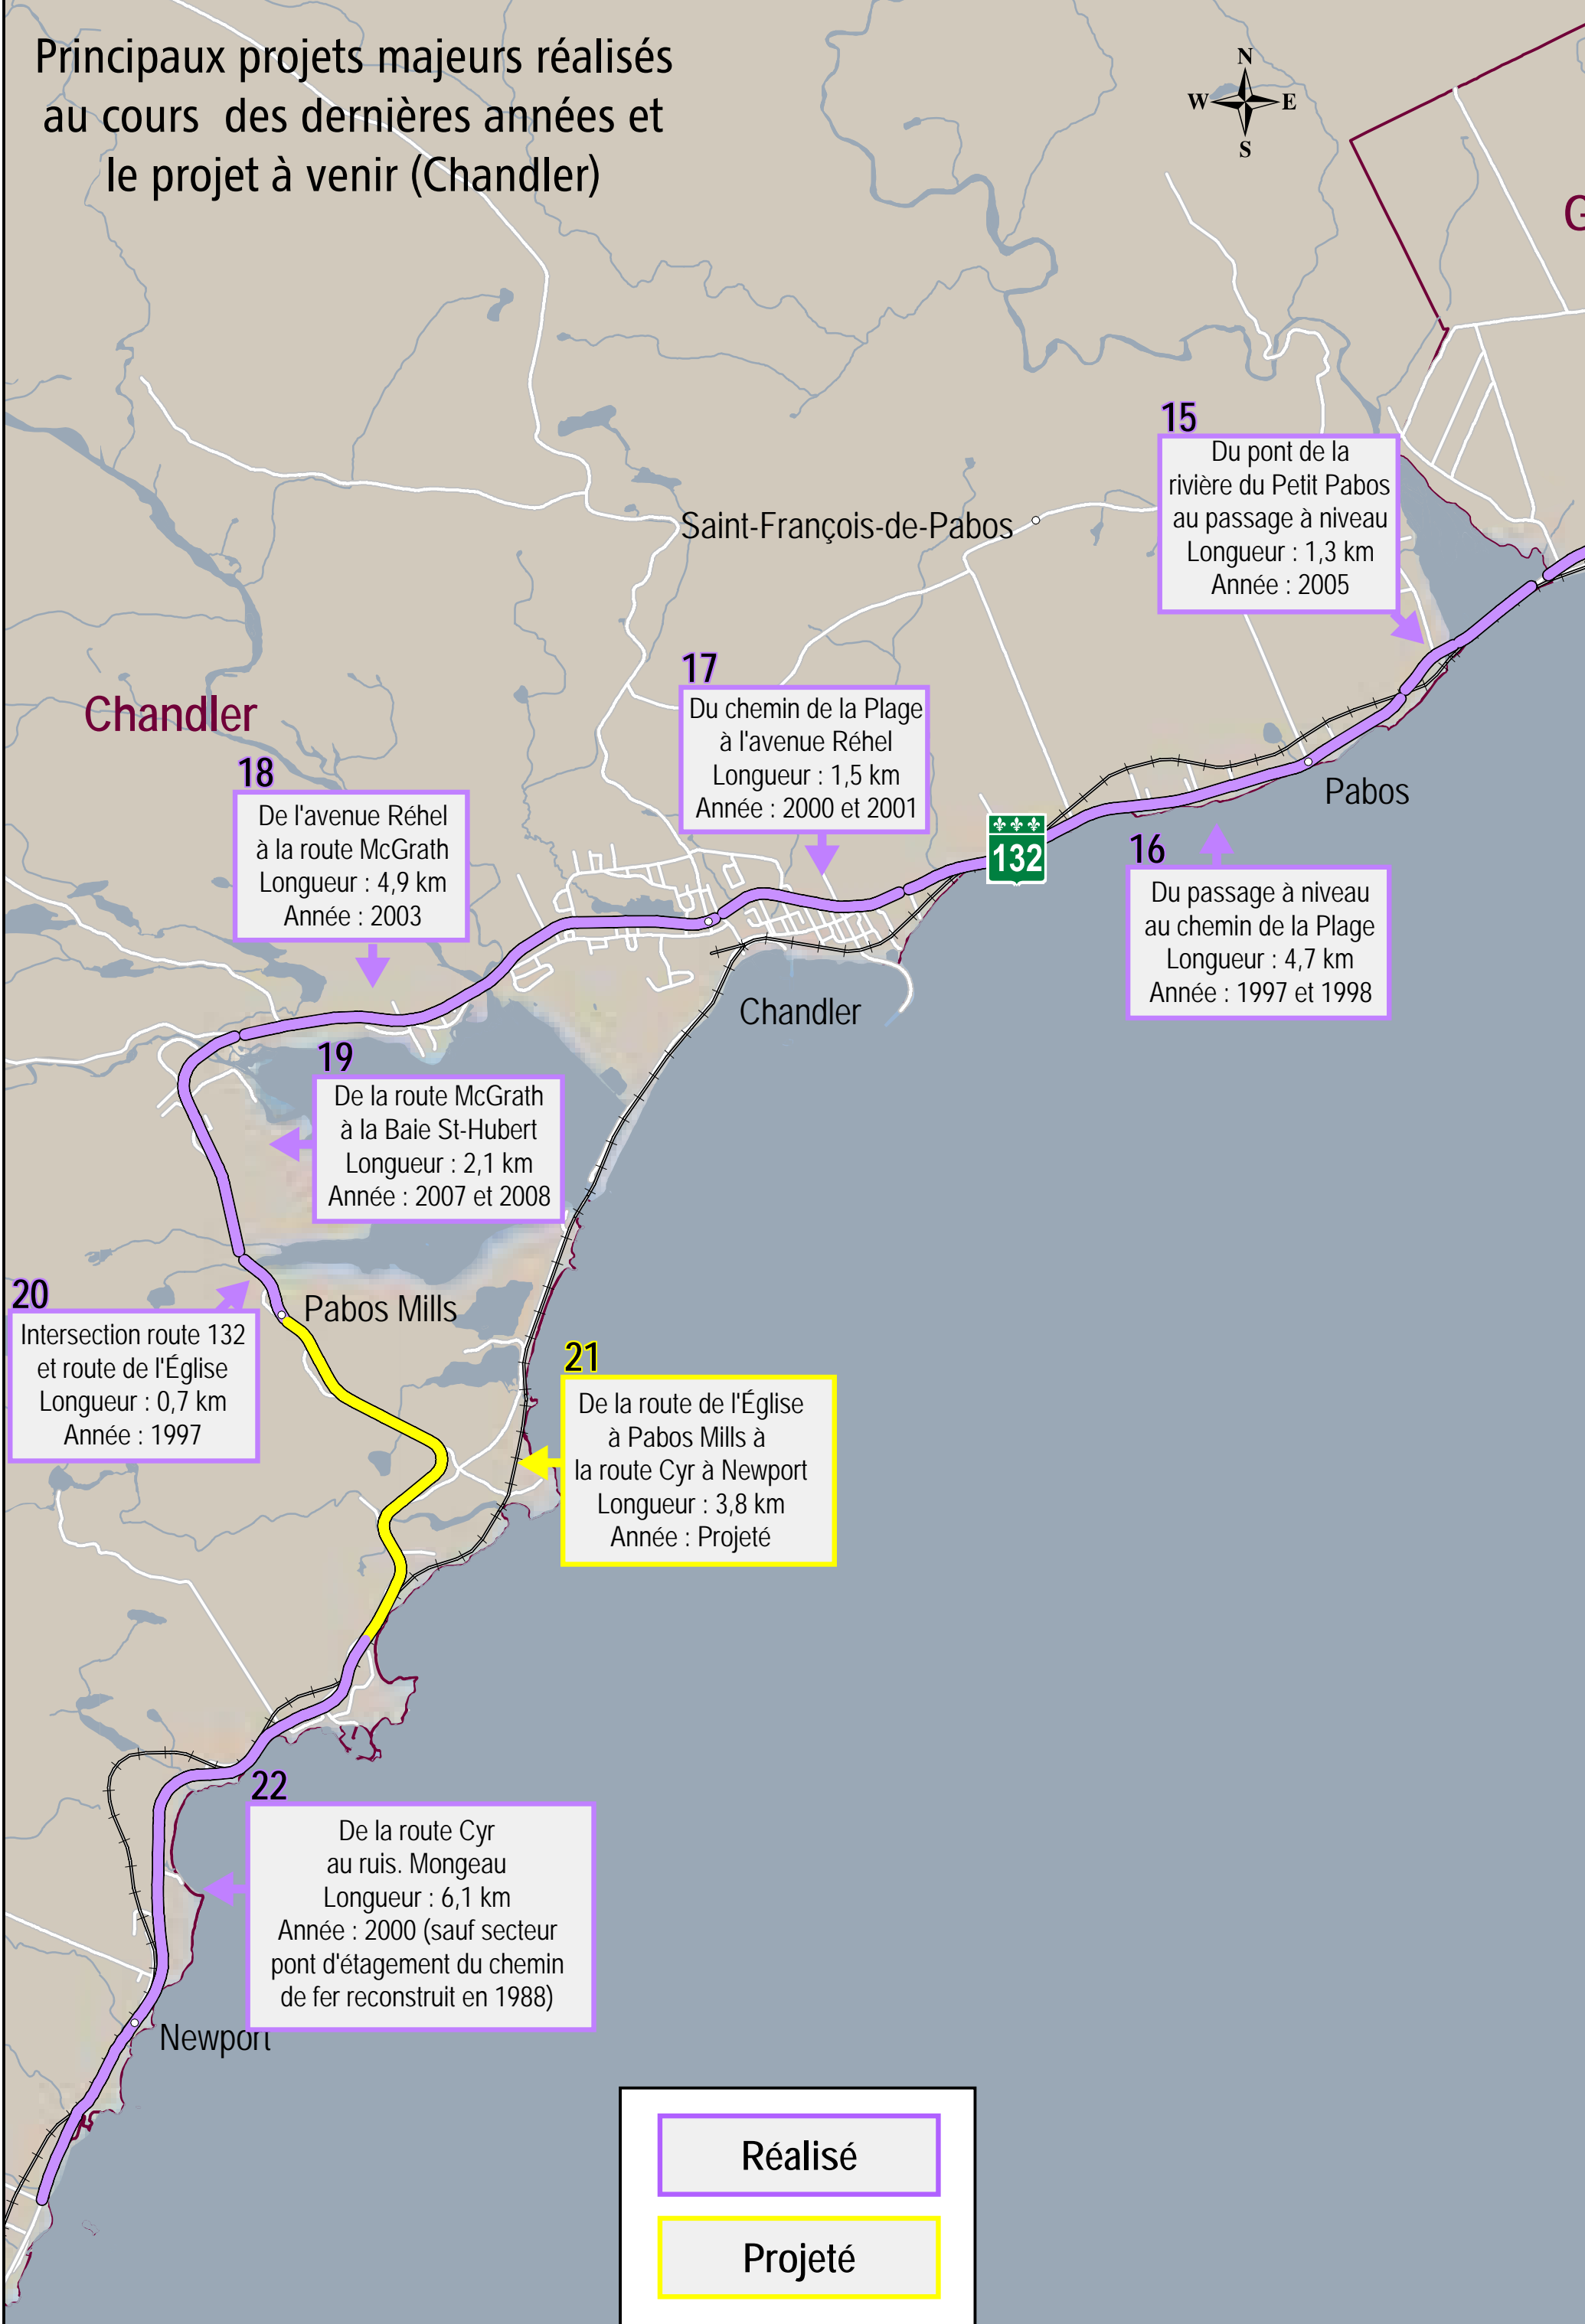 Principaux projets majeurs réalisés
au cours des dernières années et
le projet à venir (Chandler)
N
W E
S
G
15
Du pont de la
rivière du Petit Pabos
au passage à niveau
Longueur : 1,3 km
Année : 2005
Saint-François-de-Pabos
17
Du chemin de la Plage
à l'avenue Réhel
Longueur : 1,5 km
Année : 2000 et 2001
Chandler
18
De l'avenue Réhel
à la route McGrath
Longueur : 4,9 km
Année : 2003
132
Pabos
16
Du passage à niveau
au chemin de la Plage
Longueur : 4,7 km
Année : 1997 et 1998
Chandler
19
De la route McGrath
à la Baie St-Hubert
Longueur : 2,1 km
Année : 2007 et 2008
20
Intersection route 132
et route de l'Église
Longueur : 0,7 km
Année : 1997
Pabos Mills
21
De la route de l'Église
à Pabos Mills à
la route Cyr à Newport
Longueur : 3,8 km
Année : Projeté
22
De la route Cyr
au ruis. Mongeau
Longueur : 6,1 km
Année : 2000 (sauf secteur
pont d'étagement du chemin
de fer reconstruit en 1988)
Newport
Réalisé
Projeté